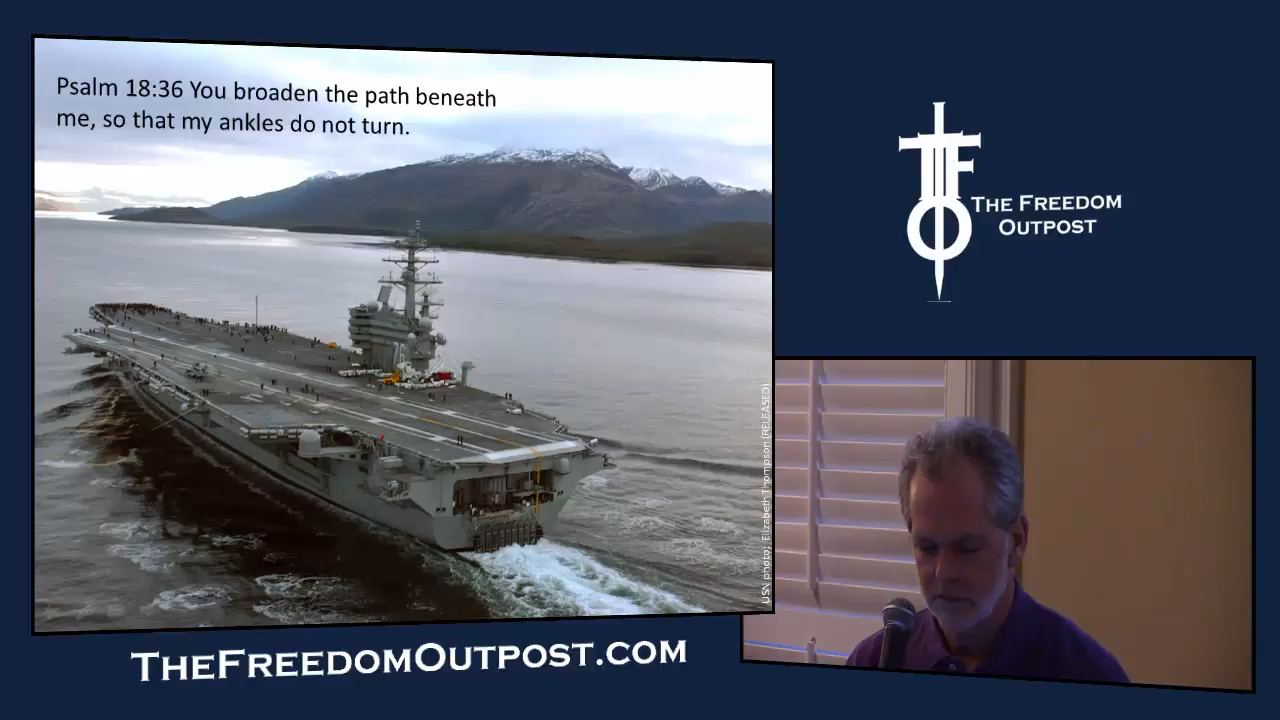 Psalm 18:36 You broaden the path beneath
me, so that my ankles do not turn.
TF
THE FREEDOM
OUTPOST
USN photo: Elizabeth Thompson (RELEASED)
THEFREEDOMOUTPOST.COM